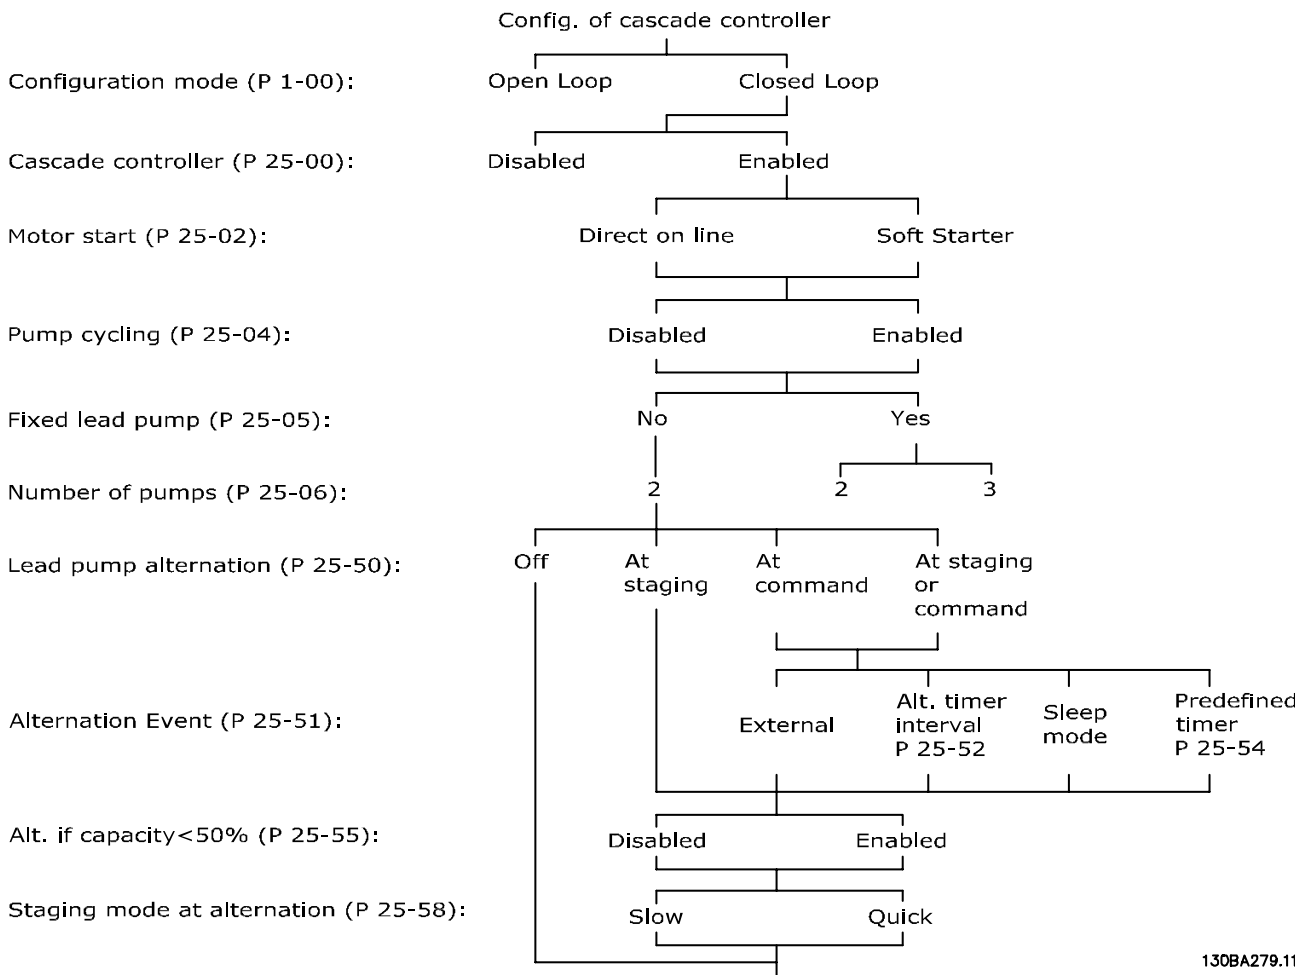 Config. of cascade controller
Configuration mode (P 1-00): Open Loop Closed Loop
Cascade controller (P 25-00): Disabled Enabled
Motor start (P 25-02): Direct on line Soft Starter
Pump cycling (P 25-04): Disabled Enabled
Fixed lead pump (P 25-05): No Yes
Number of pumps (P 25-06): 2 2 3
Lead pump alternation (P 25-50): Off At staging At command At staging or command
Alternation Event (P 25-51): External Alt. timer interval P 25-52 Sleep mode Predefined timer P 25-54
Alt. if capacity<50% (P 25-55): Disabled Enabled
Staging mode at alternation (P 25-58): Slow Quick
130BA279.11